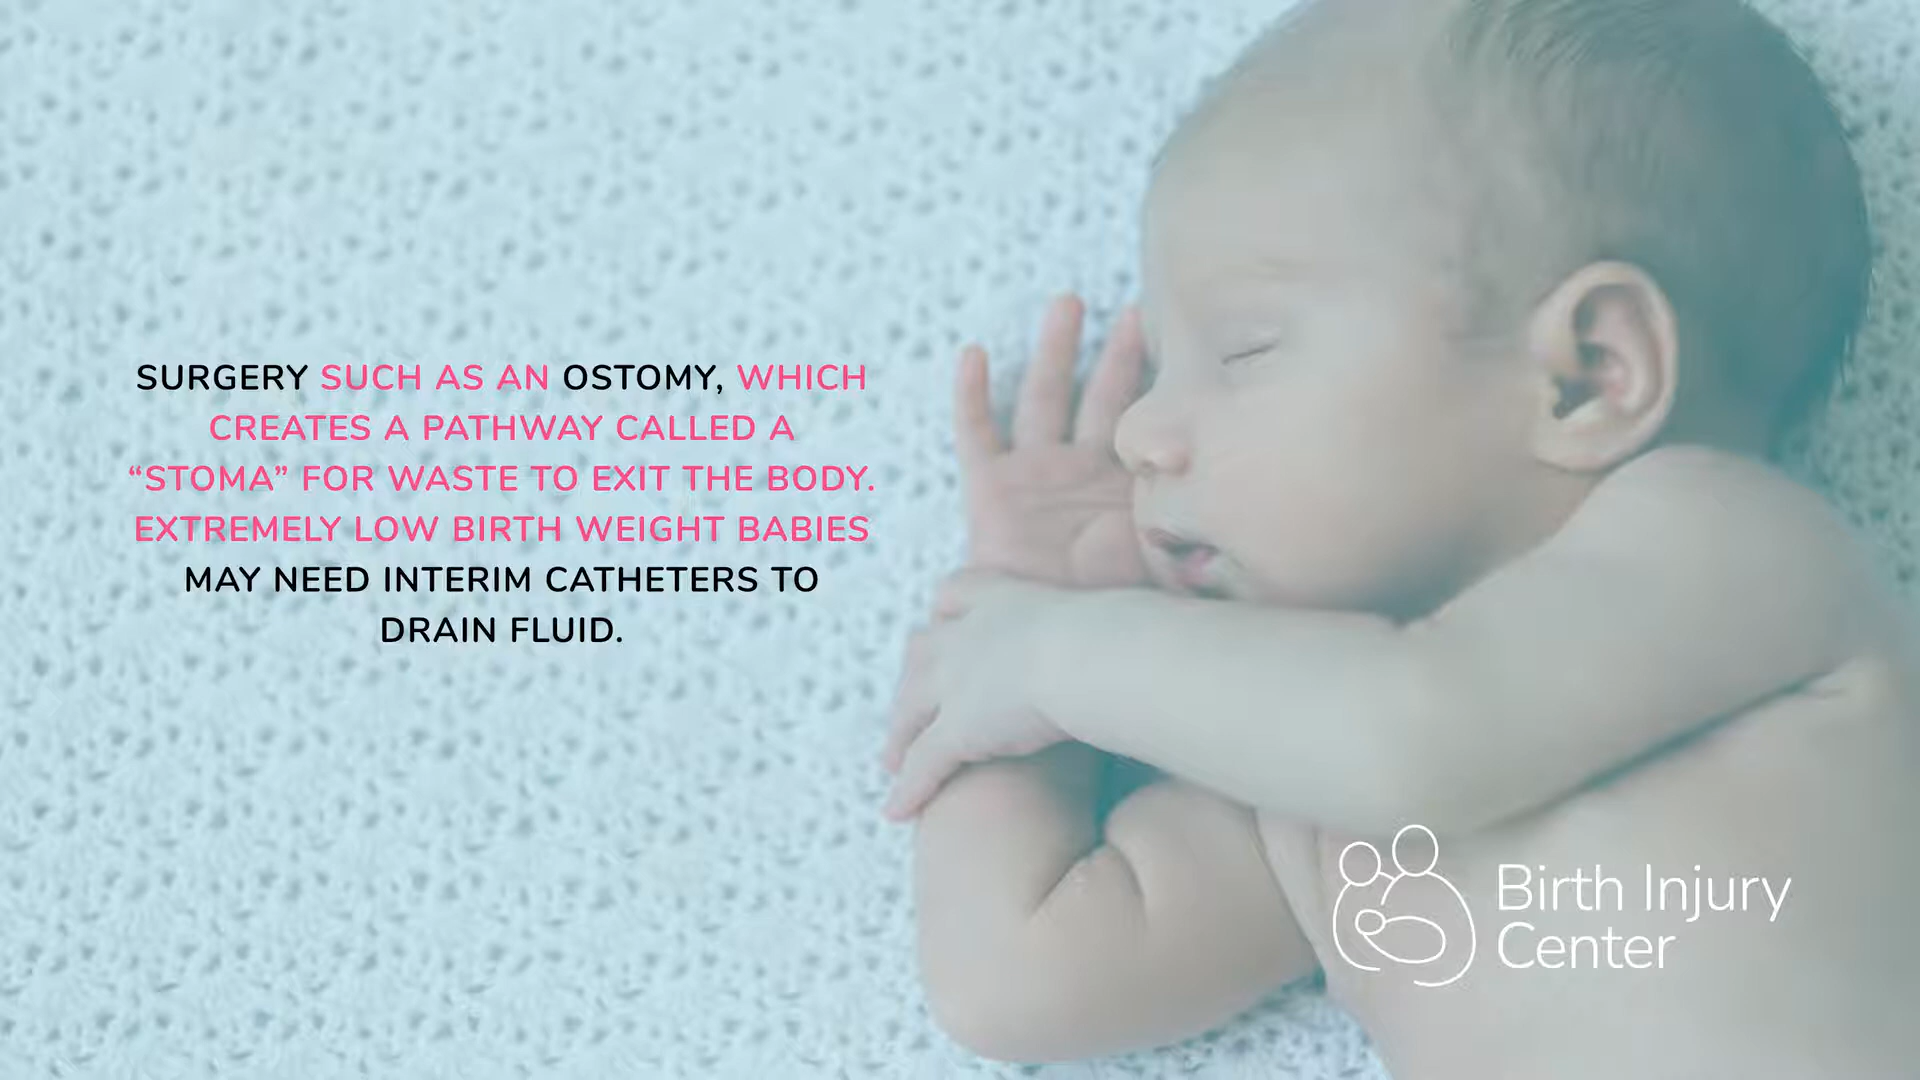 SURGERY SUCH AS AN OSTOMY, WHICH
CREATES A PATHWAY CALLED A
“STOMA” FOR WASTE TO EXIT THE BODY.
EXTREMELY LOW BIRTH WEIGHT BABIES
MAY NEED INTERIM CATHETERS TO
DRAIN FLUID.
Birth Injury
Center